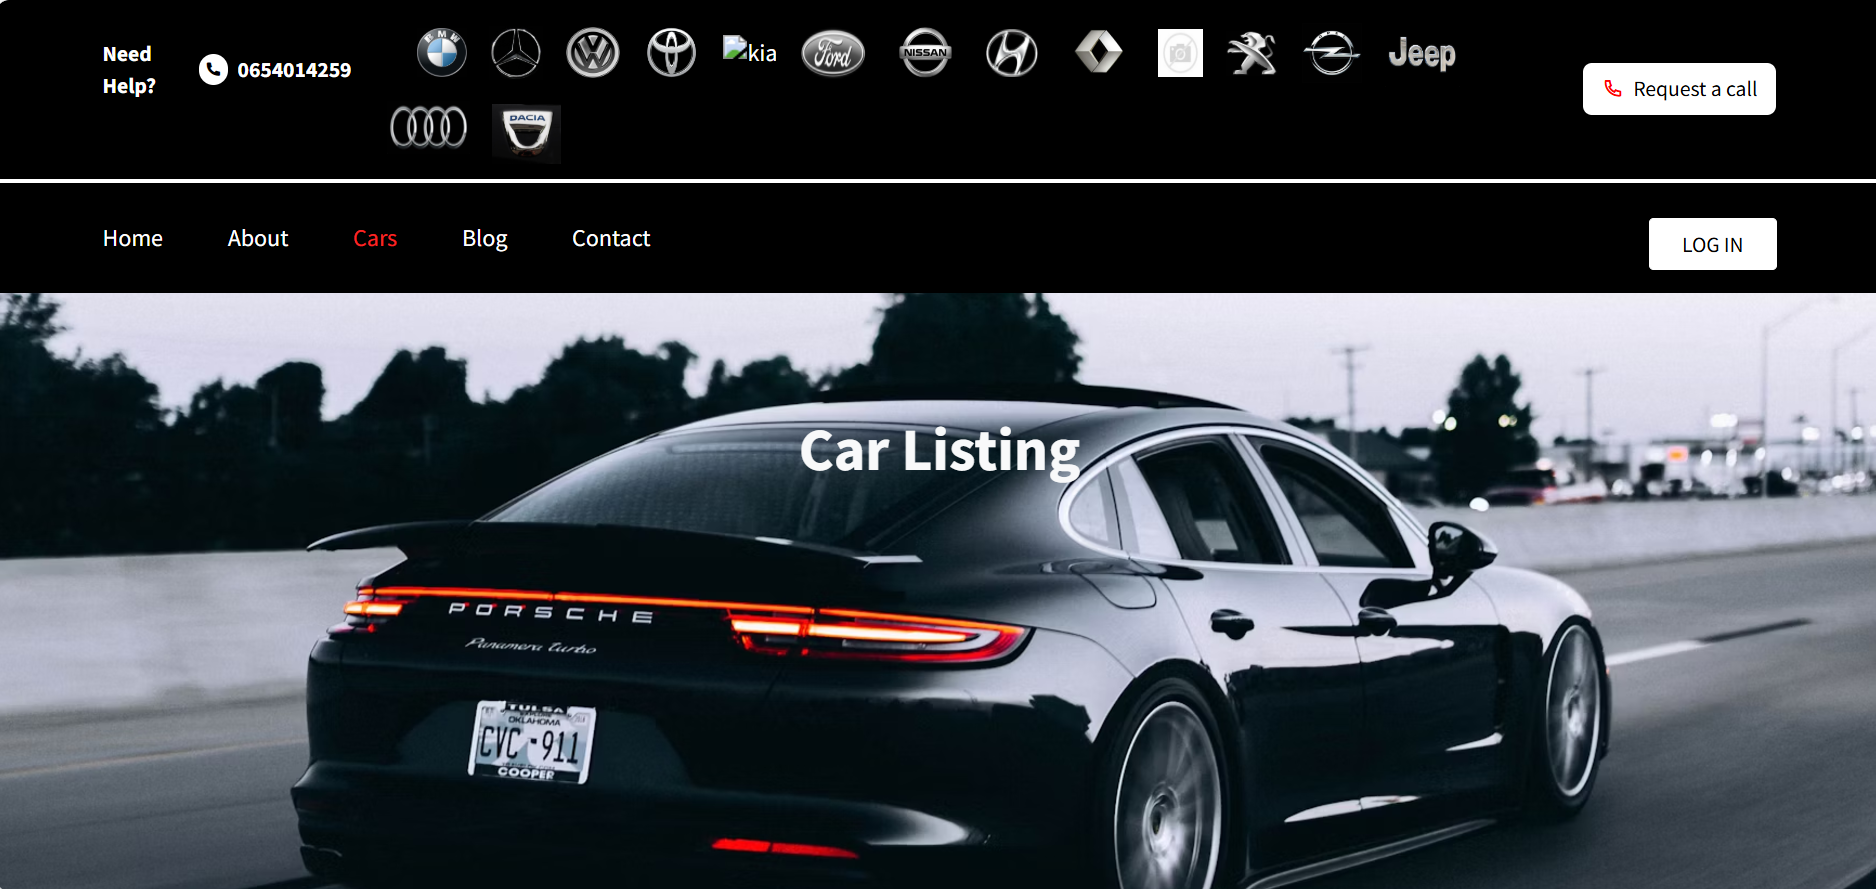 Need
Help?
0654014259
BMW
kia
Ford
NISSAN
Jeep
DACIA
Request a call
Home
About
Cars
Blog
Contact
LOG IN
Car Listing
PORSCHE
Panamera turbo
TULSA
OKLAHOMA
CVC 911
COOPER